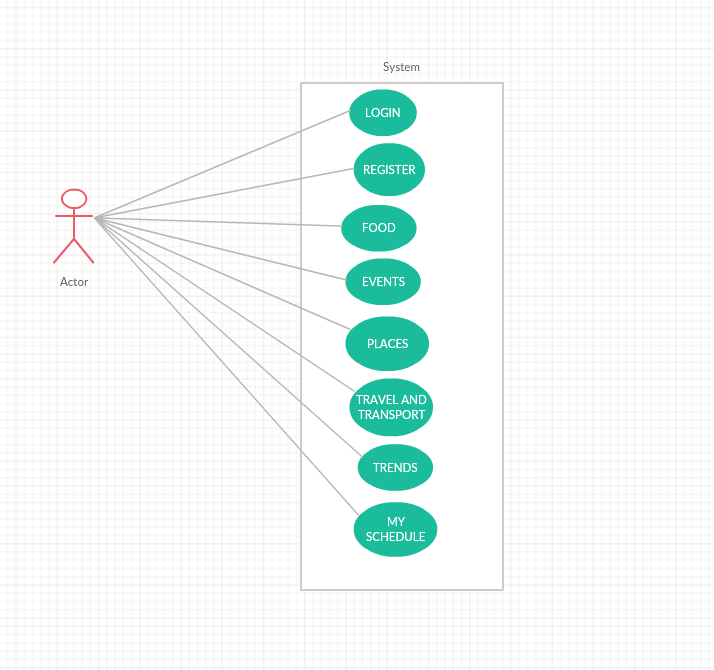 System
LOGIN
REGISTER
FOOD
EVENTS
Actor
PLACES
TRAVEL AND
TRANSPORT
TRENDS
MY
SCHEDULE